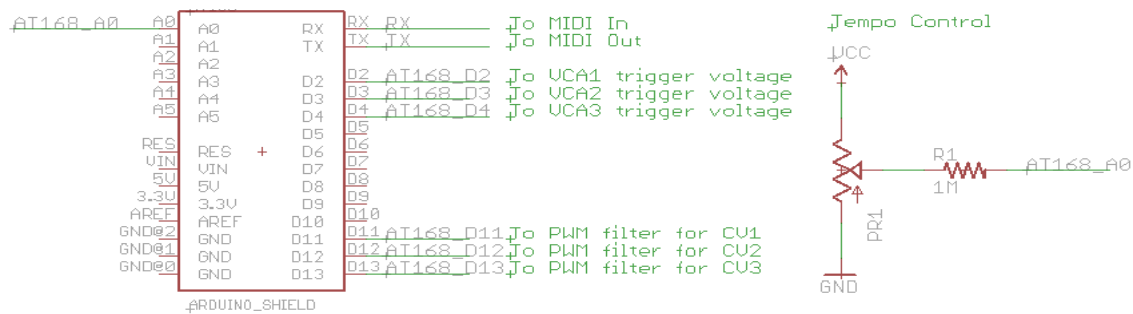 AT168_A0
A0
A1
A2
A3
A4
A5
RES
VIN
5V
3.3V
AREF
GND@2
GND@1
GND@0
A0 RX
A1 TX
A2
A3 D2
A4 D3
A5 D4
D5
RES D6
VIN D7
5V D8
3.3V D9
AREF D10
GND D11
GND D12
GND D13
ARDUINO_SHIELD
RX RX To MIDI In
TX TX To MIDI Out
D2 AT168_D2 To VCA1 trigger voltage
D3 AT168_D3 To VCA2 trigger voltage
D4 AT168_D4 To VCA3 trigger voltage
D5
D6
D7
D8
D9
D10
D11 AT168_D11 To PWM filter for CV1
D12 AT168_D12 To PWM filter for CV2
D13 AT168_D13 To PWM filter for CV3
Tempo Control
VCC
R1
1M
AT168_A0
PR1
GND